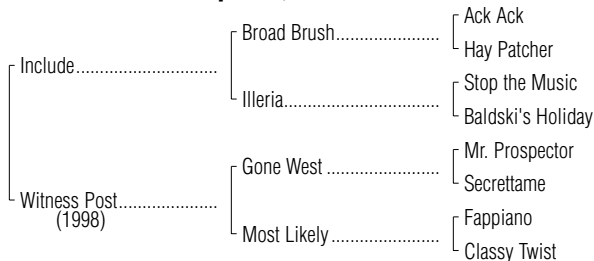 Ack Ack
Broad Brush
Hay Patcher
Include
Stop the Music
Illeria
Baldski's Holiday
Mr. Prospector
Gone West
Secrettame
Witness Post
(1998)
Fappiano
Most Likely
Classy Twist